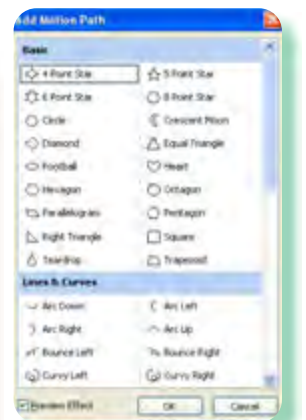 Add Motion Path
Basic
4 Point Star 5 Point Star
6 Point Star 8 Point Star
Circle Crescent Moon
Diamond Equal Triangle
Football Heart
Hexagon Octagon
Parallelogram Pentagon
Right Triangle Square
Teardrop Trapezoid
Lines & Curves
Arc Down Arc Left
Arc Right Arc Up
Bounce Left Bounce Right
Curvy Left Curvy Right
Preview Effect OK Cancel